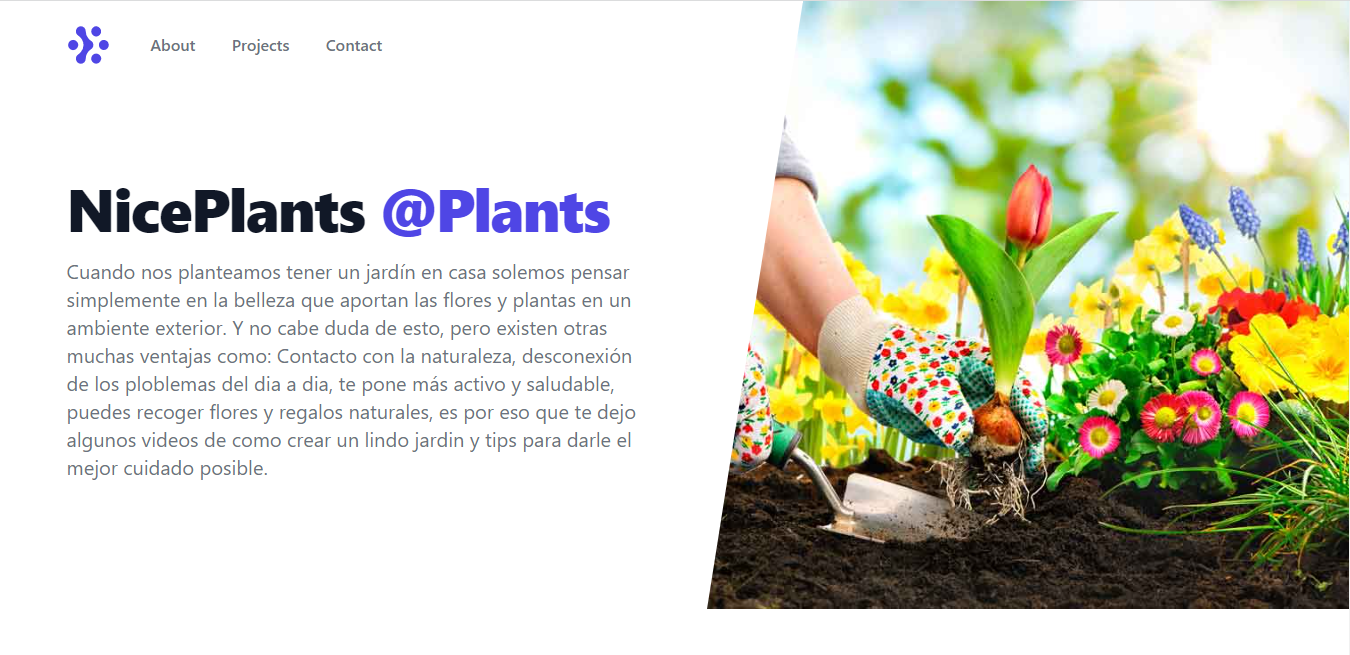 About Projects Contact
NicePlants @Plants
Cuando nos planteamos tener un jardín en casa solemos pensar
simplemente en la belleza que aportan las flores y plantas en un
ambiente exterior. Y no cabe duda de esto, pero existen otras
muchas ventajas como: Contacto con la naturaleza, desconexión
de los ploblemas del dia a dia, te pone más activo y saludable,
puedes recoger flores y regalos naturales, es por eso que te dejo
algunos videos de como crear un lindo jardin y tips para darle el
mejor cuidado posible.